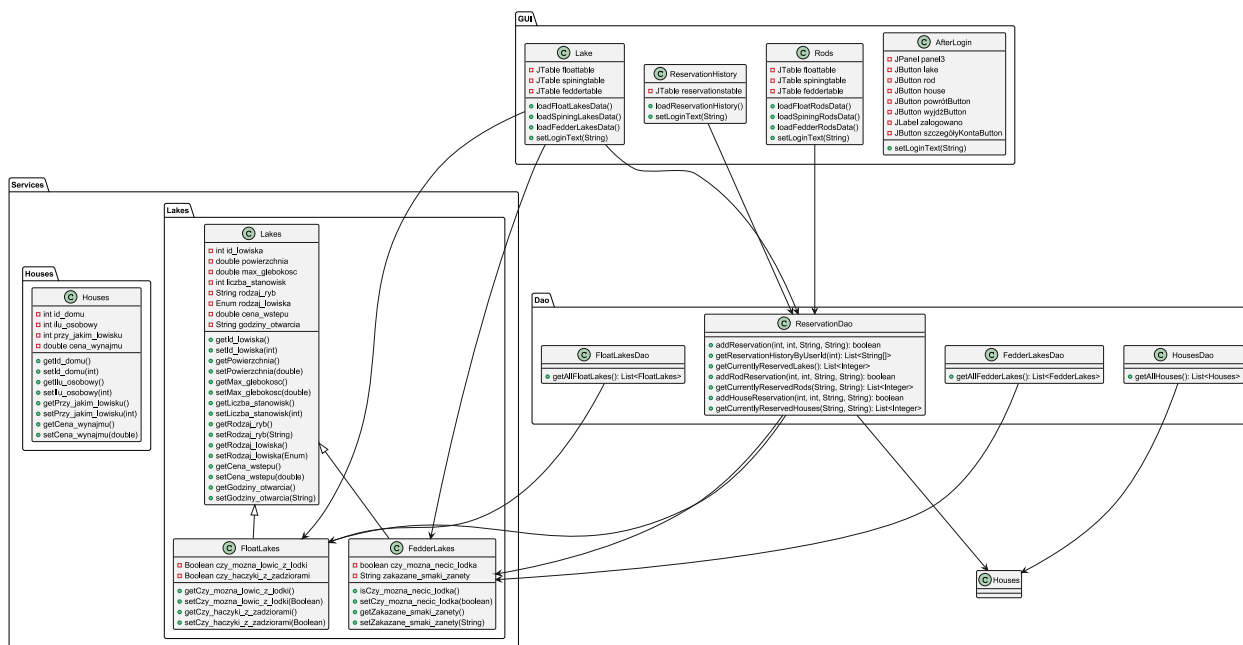 GUI
C Lake
JTable floattable
JTable spiningtable
JTable feddertable
loadFloatLakesData()
loadSpiningLakesData()
loadFedderLakesData()
setLoginText(String)
C ReservationHistory
JTable reservationstable
loadReservationHistory()
setLoginText(String)
C Rods
JTable floattable
JTable spiningtable
JTable feddertable
loadFloatRodsData()
loadSpiningRodsData()
loadFedderRodsData()
setLoginText(String)
C AfterLogin
JPanel panel3
JButton lake
JButton rod
JButton house
JButton powrótButton
JButton wyjdźButton
JLabel zalogowano
JButton szczegółyKontaButton
setLoginText(String)
Services
Houses
C Houses
int id_domu
int ilu_osobowy
int przy_jakim_lowisku
double cena_wynajmu
getId_domu()
setId_domu(int)
getIlu_osobowy()
setIlu_osobowy(int)
getPrzy_jakim_lowisku()
setPrzy_jakim_lowisku(int)
getCena_wynajmu()
setCena_wynajmu(double)
Lakes
C Lakes
int id_lowiska
double powierzchnia
double max_glebokosc
int liczba_stanowisk
String rodzaj_ryb
Enum rodzaj_lowiska
double cena_wstepu
String godziny_otwarcia
getId_lowiska()
setId_lowiska(int)
getPowierzchnia()
setPowierzchnia(double)
getMax_glebokosc()
setMax_glebokosc(double)
getLiczba_stanowisk()
setLiczba_stanowisk(int)
getRodzaj_ryb()
setRodzaj_ryb(String)
getRodzaj_lowiska()
setRodzaj_lowiska(Enum)
getCena_wstepu()
setCena_wstepu(double)
getGodziny_otwarcia()
setGodziny_otwarcia(String)
C FloatLakes
Boolean czy_mozna_lowic_z_lodki
Boolean czy_haczyki_z_zadziorami
getCzy_mozna_lowic_z_lodki()
setCzy_mozna_lowic_z_lodki(Boolean)
getCzy_haczyki_z_zadziorami()
setCzy_haczyki_z_zadziorami(Boolean)
C FedderLakes
boolean czy_mozna_necic_lodka
String zakazane_smaki_zanety
isCzy_mozna_necic_lodka()
setCzy_mozna_necic_lodka(boolean)
getZakazane_smaki_zanety()
setZakazane_smaki_zanety(String)
Dao
C FloatLakesDao
getAllFloatLakes(): List<FloatLakes>
C ReservationDao
addReservation(int, int, String, String): boolean
getReservationHistoryByUserId(int): List<String[]>
getCurrentlyReservedLakes(): List<Integer>
addRodReservation(int, int, String, String): boolean
getCurrentlyReservedRods(String, String): List<Integer>
addHouseReservation(int, int, String, String): boolean
getCurrentlyReservedHouses(String, String): List<Integer>
C FedderLakesDao
getAllFedderLakes(): List<FedderLakes>
C HousesDao
getAllHouses(): List<Houses>
C Houses